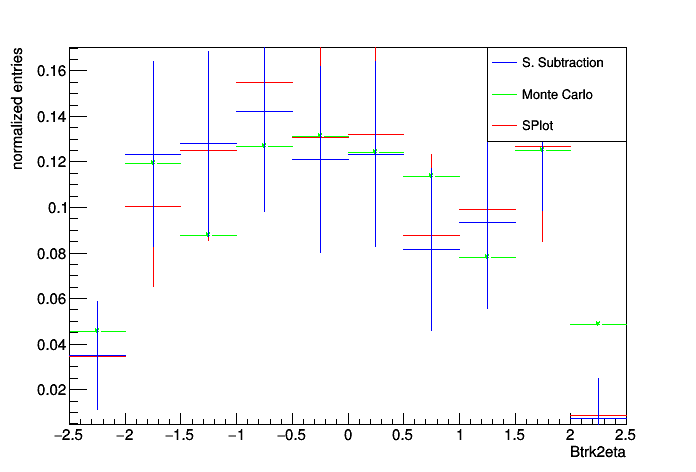 normalized entries
0.16
0.14
0.12
0.1
0.08
0.06
0.04
0.02
S. Subtraction
Monte Carlo
SPlot
−2.5 −2 −1.5 −1 −0.5 0 0.5 1 1.5 2 2.5
Btrk2eta